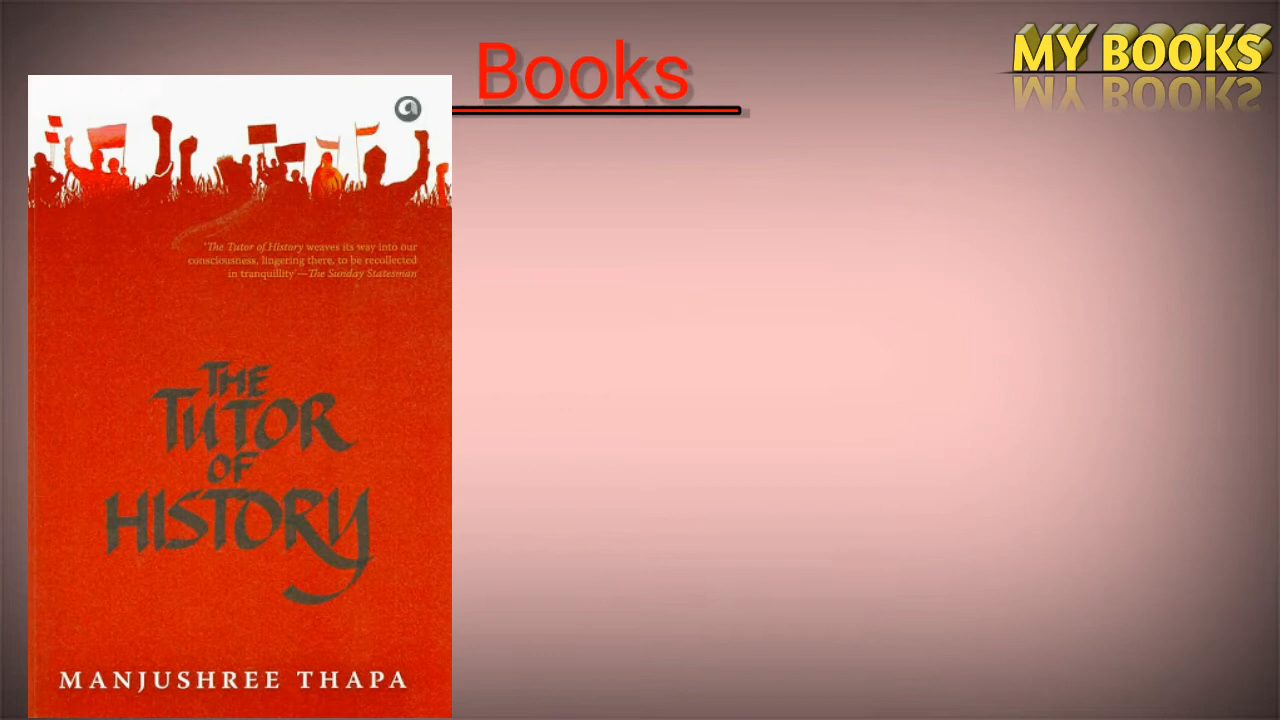 Books
MY BOOKS
'The Tutor of History weaves its way into our
consciousness, lingering there, to be recollected
in tranquillity'—The Sunday Statesman
THE
TUTOR
OF
HISTORY
MANJUSHREE THAPA